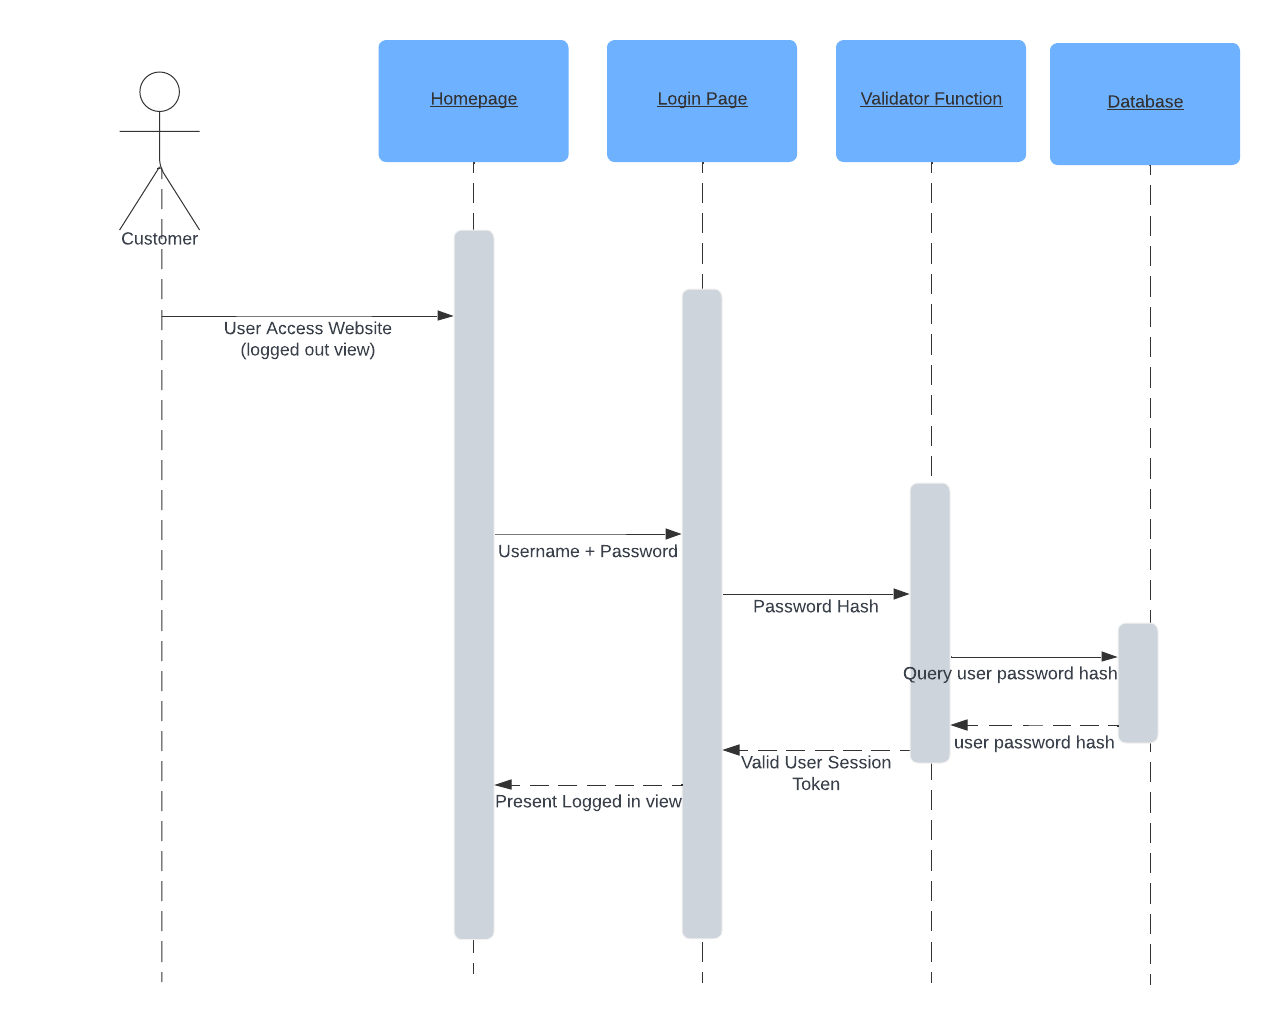 Homepage
Login Page
Validator Function
Database
Customer
User Access Website
(logged out view)
Username + Password
Password Hash
Query user password hash
user password hash
Valid User Session
Token
Present Logged in view